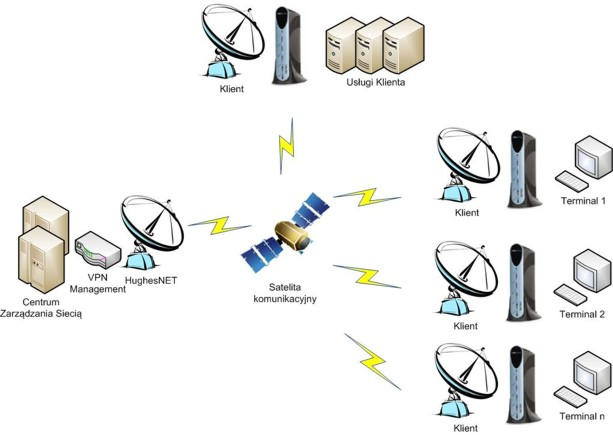 Klient
Usługi Klienta
Klient
Terminal 1
VPN
Management
HughesNET
Centrum
Zarządzania Siecią
Satelita
komunikacyjny
Klient
Terminal 2
Klient
Terminal n